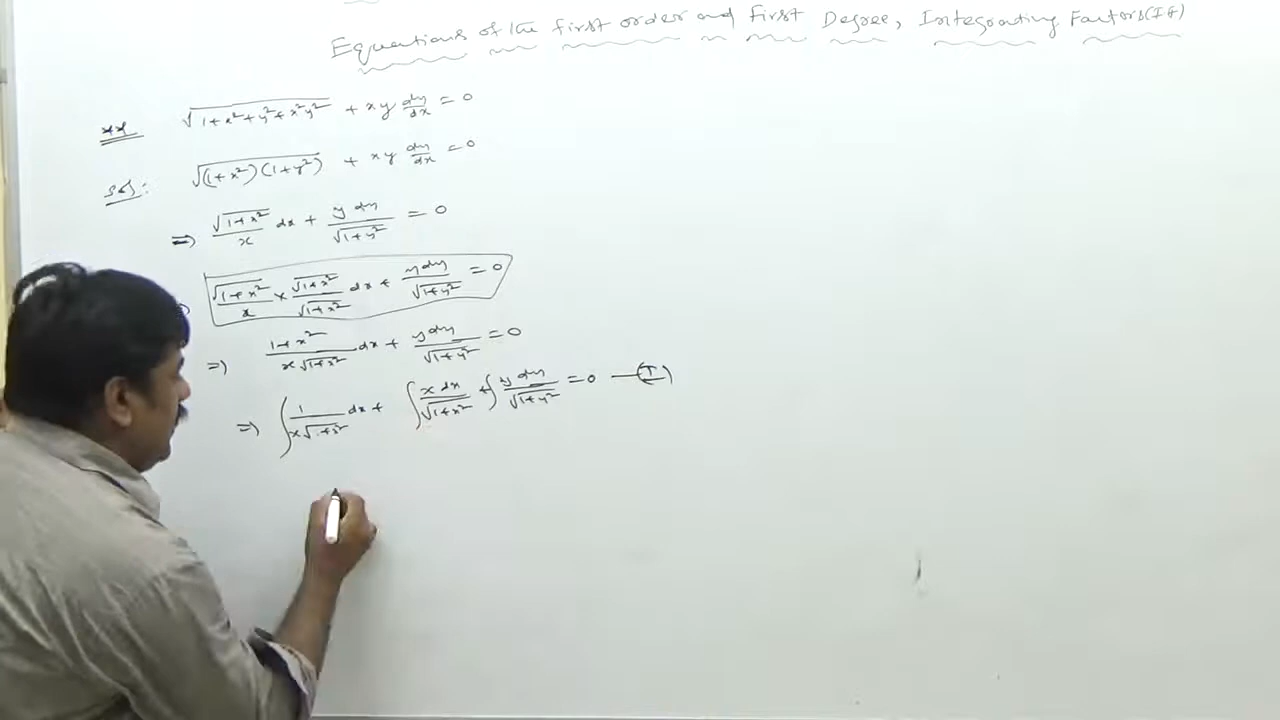 Equations of the first order and First Degree, Integrating Factors (I.F)
√(1+x²+y²+x²y²) + xy dy/dx = 0
Sol: √((1+x²)(1+y²)) + xy dy/dx = 0
⇒ √(1+x²)/x dx + y dy/√(1+y²) = 0
√(1+x²)/x × √(1+x²)/√(1+x²) dx + y dy/√(1+y²) = 0
⇒ (1+x²)/(x√(1+x²)) dx + y dy/√(1+y²) = 0
⇒ ∫ 1/(x√(1+x²)) dx + ∫ x dx/√(1+x²) + ∫ y dy/√(1+y²) = 0 — (I)